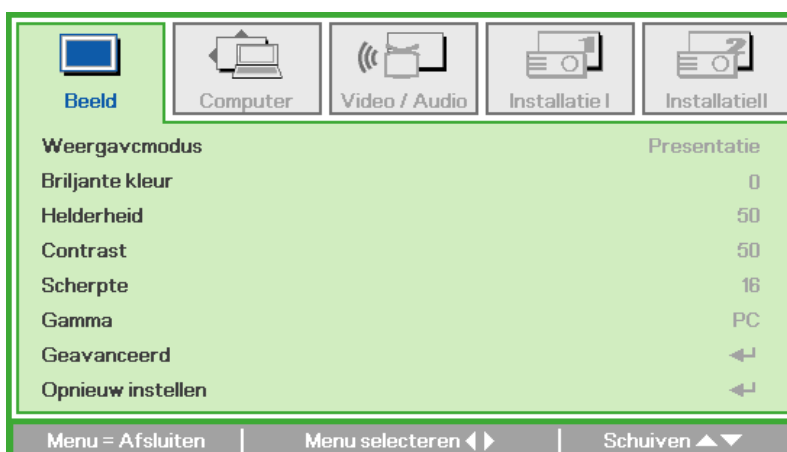 Beeld Computer Video / Audio Installatie I InstallatieII
Weergavcmodus Presentatie
Briljante kleur 0
Helderheid 50
Contrast 50
Scherpte 16
Gamma PC
Geavanceerd
Opnieuw instellen
Menu = Afsluiten Menu selecteren Schuiven